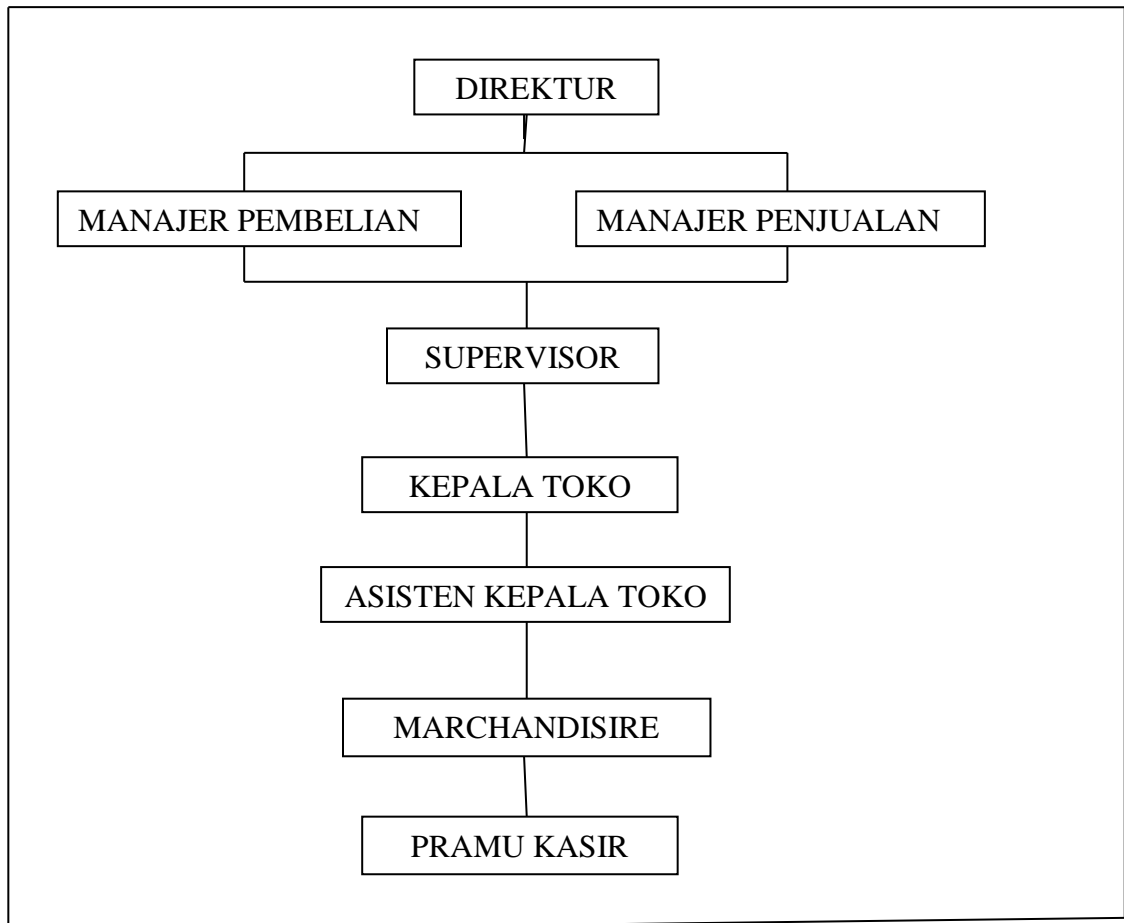 DIREKTUR
MANAJER PEMBELIAN
MANAJER PENJUALAN
SUPERVISOR
KEPALA TOKO
ASISTEN KEPALA TOKO
MARCHANDISIRE
PRAMU KASIR